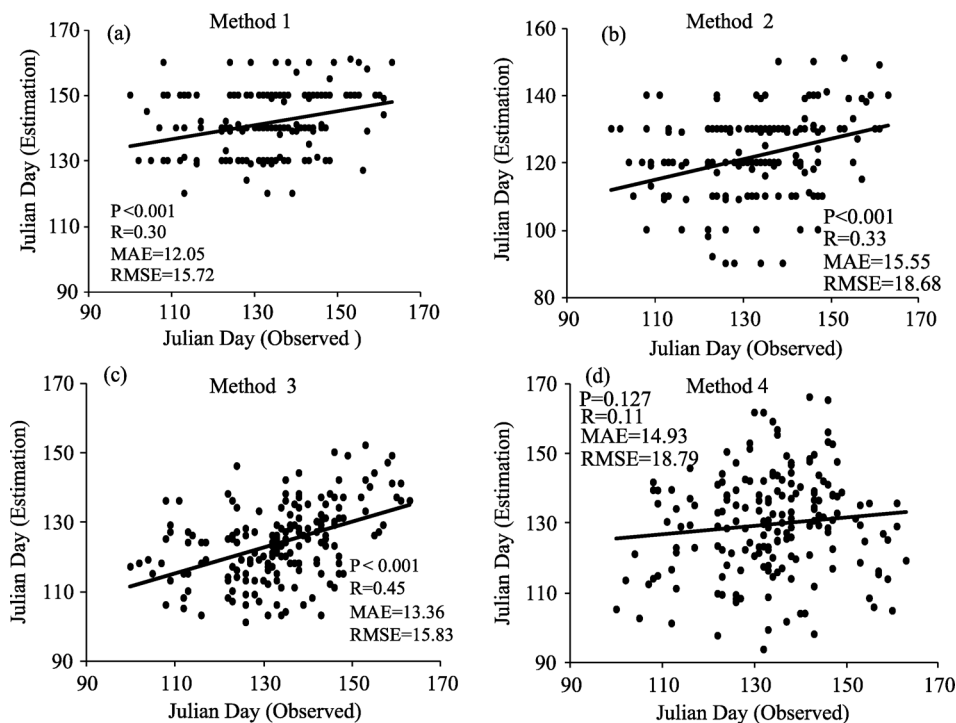 (a)
Method 1
170
150
130
110
90
Julian Day (Estimation)
P<0.001
R=0.30
MAE=12.05
RMSE=15.72
90
110
130
150
170
Julian Day (Observed )
(b)
Method 2
160
140
120
100
80
Julian Day (Estimation)
P<0.001
R=0.33
MAE=15.55
RMSE=18.68
90
110
130
150
170
Julian Day (Observed)
(c)
Method 3
170
150
130
110
90
Julian Day (Estimation)
P< 0.001
R=0.45
MAE=13.36
RMSE=15.83
90
110
130
150
170
Julian Day (Observed)
(d)
Method 4
170
150
130
110
90
Julian Day (Estimation)
P=0.127
R=0.11
MAE=14.93
RMSE=18.79
90
110
130
150
170
Julian Day (Observed)